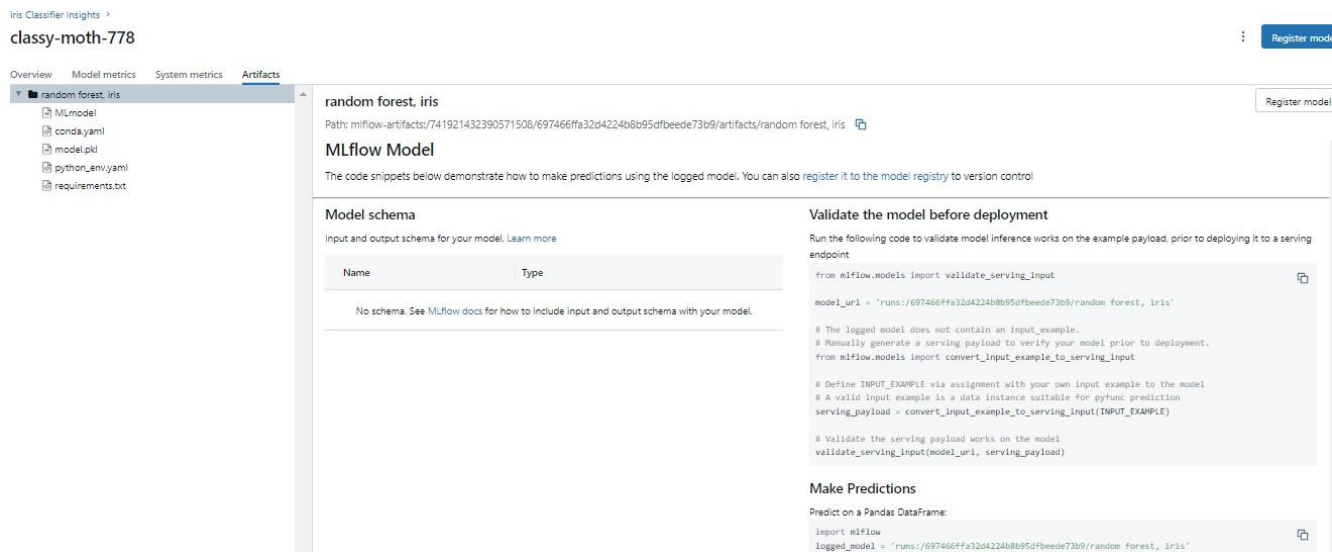 iris Classifier Insights >
classy-moth-778
Register mode
Overview Model metrics System metrics Artifacts
random forest, iris
MLmodel
conda.yaml
model.pkl
python_env.yaml
requirements.txt
random forest, iris
Register model
Path: mlflow-artifacts:/741921432390571508/697466ffa32d4224b8b95dfbeede73b9/artifacts/random forest, iris
MLflow Model
The code snippets below demonstrate how to make predictions using the logged model. You can also register it to the model registry to version control
Model schema
Input and output schema for your model. Learn more
Name Type
No schema. See MLflow docs for how to include input and output schema with your model.
Validate the model before deployment
Run the following code to validate model inference works on the example payload, prior to deploying it to a serving
endpoint
from mlflow.models import validate_serving_input
model_uri = 'runs:/697466ffa32d4224b8b95dfbeede73b9/random forest, iris'
# The logged model does not contain an input_example.
# Manually generate a serving payload to verify your model prior to deployment.
from mlflow.models import convert_input_example_to_serving_input
# Define INPUT_EXAMPLE via assignment with your own input example to the model
# A valid input example is a data instance suitable for pyfunc prediction
serving_payload = convert_input_example_to_serving_input(INPUT_EXAMPLE)
# Validate the serving payload works on the model
validate_serving_input(model_uri, serving_payload)
Make Predictions
Predict on a Pandas DataFrame:
import mlflow
logged_model = 'runs:/697466ffa32d4224b8b95dfbeede73b9/random forest, iris'